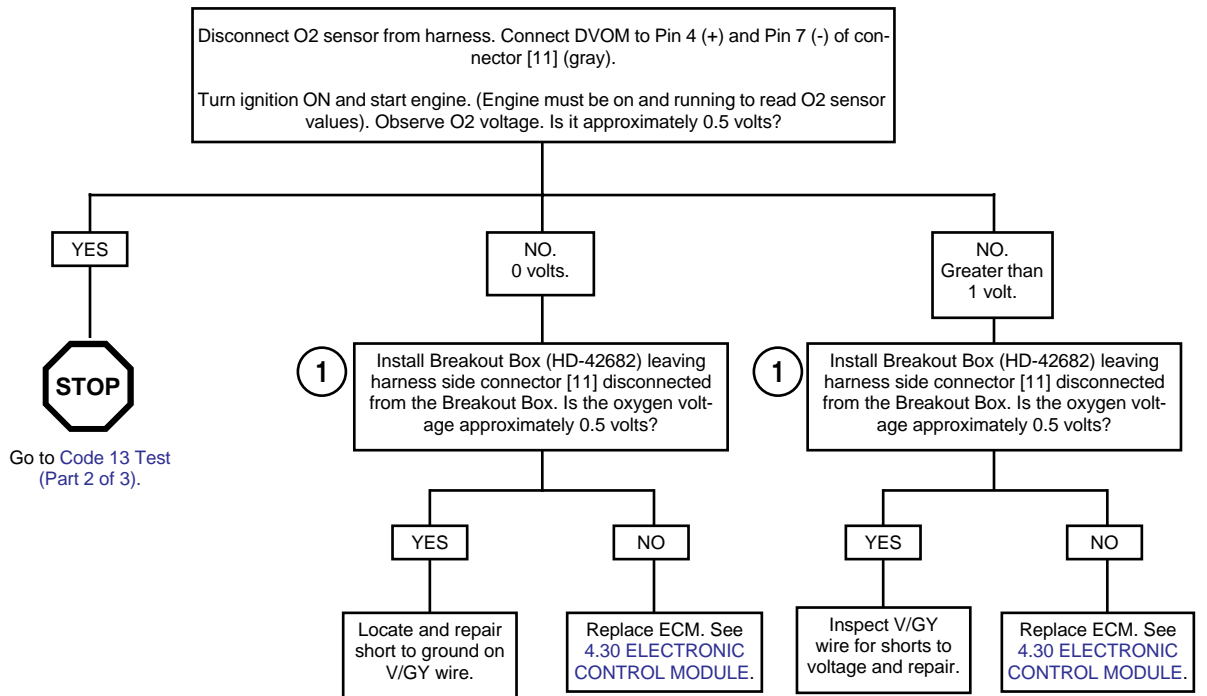 Disconnect O2 sensor from harness. Connect DVOM to Pin 4 (+) and Pin 7 (-) of con-
nector [11] (gray).
Turn ignition ON and start engine. (Engine must be on and running to read O2 sensor
values). Observe O2 voltage. Is it approximately 0.5 volts?
YES
STOP
Go to Code 13 Test
(Part 2 of 3).
NO.
0 volts.
1
Install Breakout Box (HD-42682) leaving
harness side connector [11] disconnected
from the Breakout Box. Is the oxygen volt-
age approximately 0.5 volts?
YES
Locate and repair
short to ground on
V/GY wire.
NO
Replace ECM. See
4.30 ELECTRONIC
CONTROL MODULE.
NO.
Greater than
1 volt.
1
Install Breakout Box (HD-42682) leaving
harness side connector [11] disconnected
from the Breakout Box. Is the oxygen volt-
age approximately 0.5 volts?
YES
Inspect V/GY
wire for shorts to
voltage and repair.
NO
Replace ECM. See
4.30 ELECTRONIC
CONTROL MODULE.